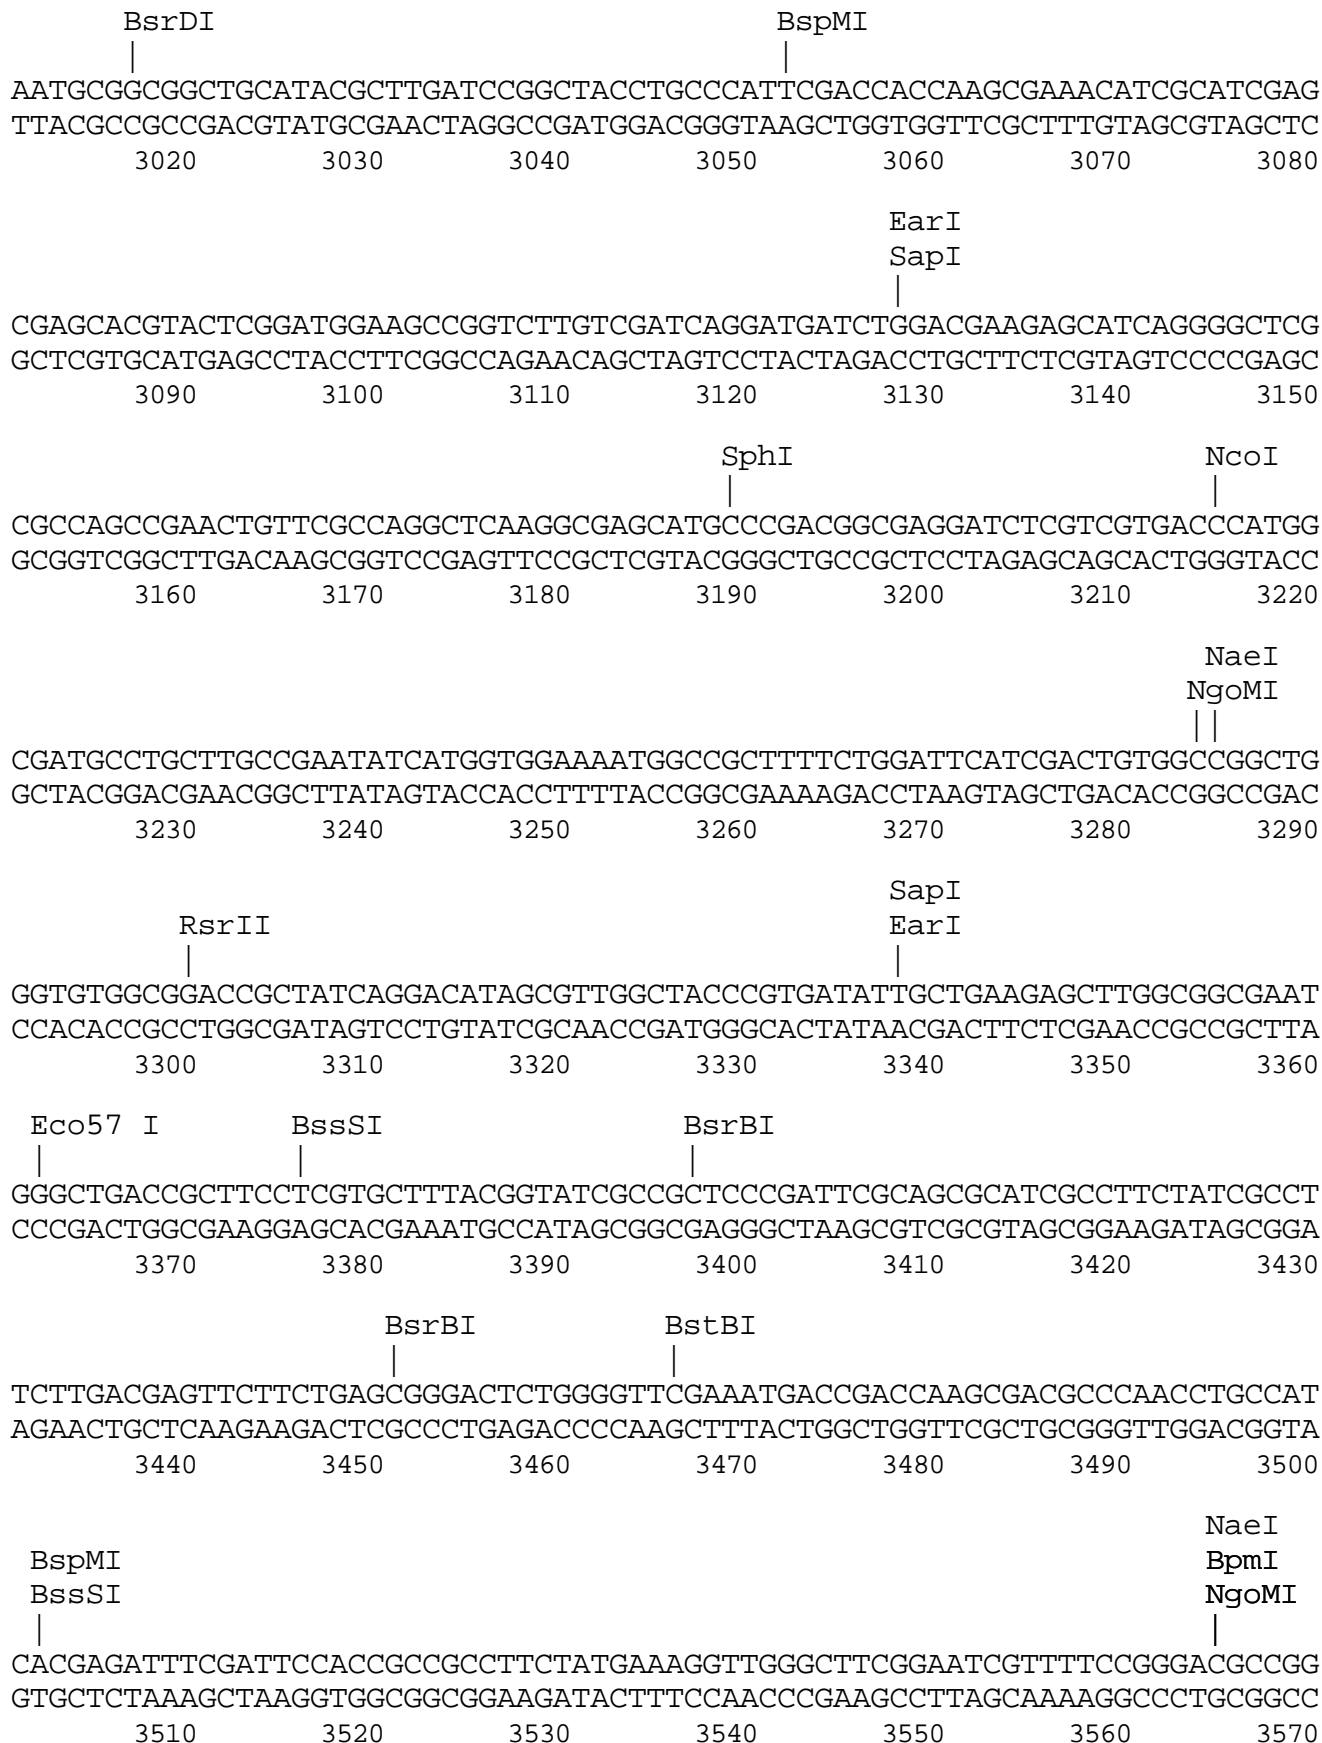 BsrDI BspMI
| |
AATGCGGCGGCTGCATACGCTTGATCCGGCTACCTGCCCATTCGACCACCAAGCGAAACATCGCATCGAG
TTACGCCGCCGACGTATGCGAACTAGGCCGATGGACGGGTAAGCTGGTGGTTCGCTTTGTAGCGTAGCTC
3020 3030 3040 3050 3060 3070 3080
EarI
SapI
|
CGAGCACGTACTCGGATGGAAGCCGGTCTTGTCGATCAGGATGATCTGGACGAAGAGCATCAGGGGCTCG
GCTCGTGCATGAGCCTACCTTCGGCCAGAACAGCTAGTCCTACTAGACCTGCTTCTCGTAGTCCCCGAGC
3090 3100 3110 3120 3130 3140 3150
SphI NcoI
| |
CGCCAGCCGAACTGTTCGCCAGGCTCAAGGCGAGCATGCCCGACGGCGAGGATCTCGTCGTGACCCATGG
GCGGTCGGCTTGACAAGCGGTCCGAGTTCCGCTCGTACGGGCTGCCGCTCCTAGAGCAGCACTGGGTACC
3160 3170 3180 3190 3200 3210 3220
NaeI
NgoMI
||
CGATGCCTGCTTGCCGAATATCATGGTGGAAAATGGCCGCTTTTCTGGATTCATCGACTGTGGCCGGCTG
GCTACGGACGAACGGCTTATAGTACCACCTTTTACCGGCGAAAAGACCTAAGTAGCTGACACCGGCCGAC
3230 3240 3250 3260 3270 3280 3290
SapI
RsrII EarI
| |
GGTGTGGCGGACCGCTATCAGGACATAGCGTTGGCTACCCGTGATATTGCTGAAGAGCTTGGCGGCGAAT
CCACACCGCCTGGCGATAGTCCTGTATCGCAACCGATGGGCACTATAACGACTTCTCGAACCGCCGCTTA
3300 3310 3320 3330 3340 3350 3360
Eco57 I BssSI BsrBI
| | |
GGGCTGACCGCTTCCTCGTGCTTTACGGTATCGCCGCTCCCGATTCGCAGCGCATCGCCTTCTATCGCCT
CCCGACTGGCGAAGGAGCACGAAATGCCATAGCGGCGAGGGCTAAGCGTCGCGTAGCGGAAGATAGCGGA
3370 3380 3390 3400 3410 3420 3430
BsrBI BstBI
| |
TCTTGACGAGTTCTTCTGAGCGGGACTCTGGGGTTCGAAATGACCGACCAAGCGACGCCCAACCTGCCAT
AGAACTGCTCAAGAAGACTCGCCCTGAGACCCCAAGCTTTACTGGCTGGTTCGCTGCGGGTTGGACGGTA
3440 3450 3460 3470 3480 3490 3500
NaeI
BspMI BpmI
BssSI NgoMI
| |
CACGAGATTTCGATTCCACCGCCGCCTTCTATGAAAGGTTGGGCTTCGGAATCGTTTTCCGGGACGCCGG
GTGCTCTAAAGCTAAGGTGGCGGCGGAAGATACTTTCCAACCCGAAGCCTTAGCAAAAGGCCCTGCGGCC
3510 3520 3530 3540 3550 3560 3570